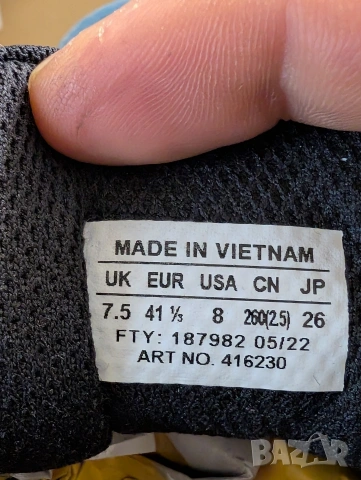 MADE IN VIETNAM
UK EUR USA CN JP
7.5 41 ⅓ 8 260(2.5) 26
FTY: 187982 05/22
ART NO. 416230
BAZAR